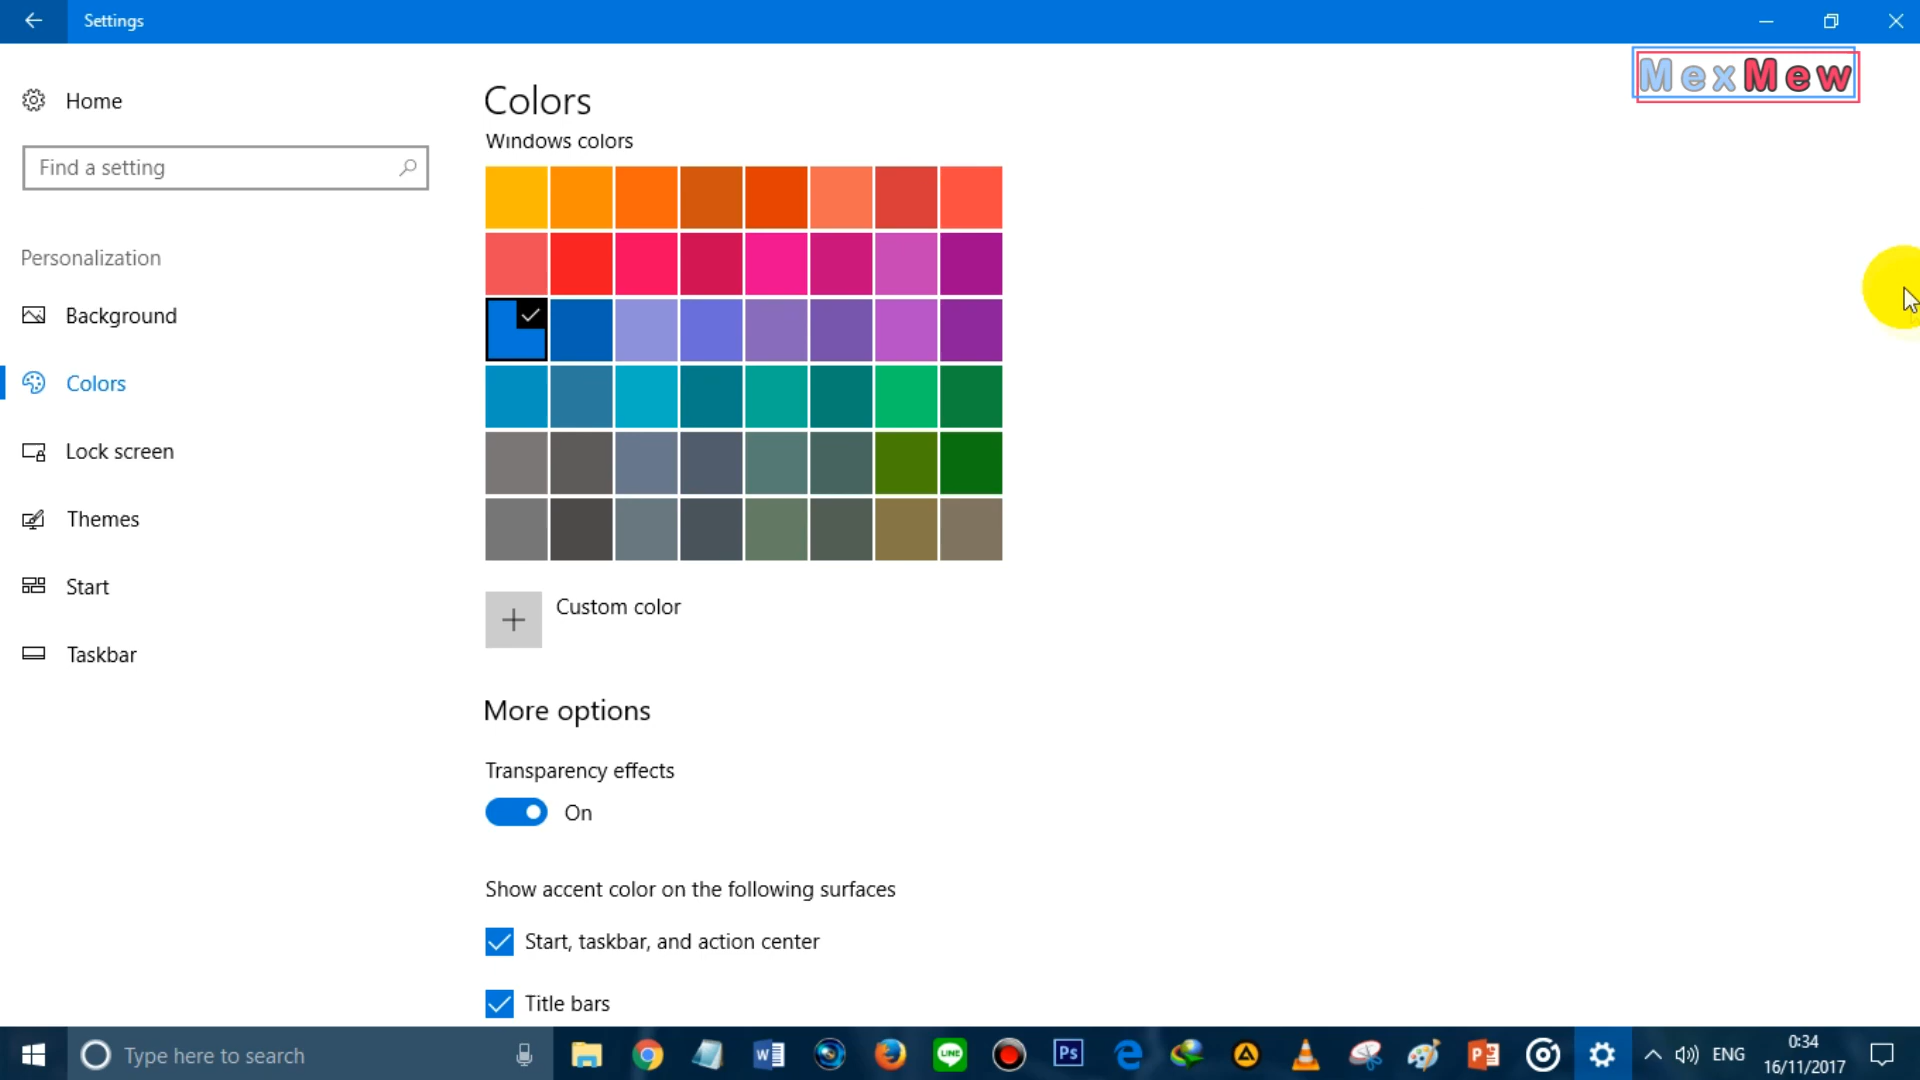 Settings
MexMew
Home
Find a setting
Personalization
Background
Colors
Lock screen
Themes
Start
Taskbar
Colors
Windows colors
Custom color
More options
Transparency effects
On
Show accent color on the following surfaces
Start, taskbar, and action center
Title bars
Type here to search
W
LINE
Ps
P
ENG
0:34
16/11/2017